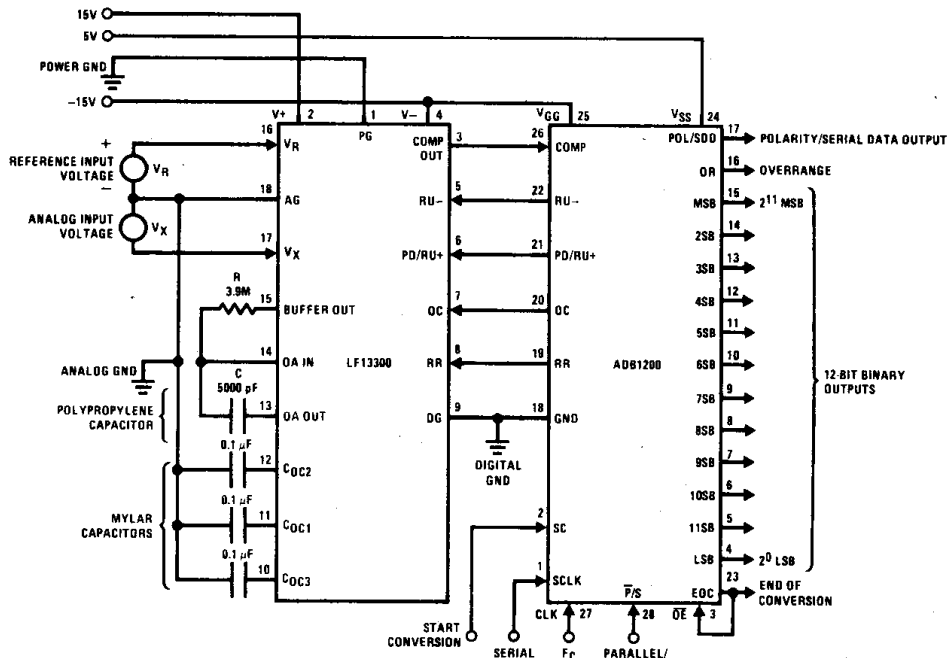 15V
5V
POWER GND
-15V
V+ 2
1
PG
V- 4
VGG 25
VSS 24
16 VR
REFERENCE INPUT VOLTAGE
+
VR
-
18 AG
ANALOG INPUT VOLTAGE
VX
17 VX
R
3.9M
15 BUFFER OUT
14 OA IN
ANALOG GND
C
5000 pF
13 OA OUT
POLYPROPYLENE CAPACITOR
0.1 µF
12 COC2
0.1 µF
11 COC1
MYLAR CAPACITORS
0.1 µF
10 COC3
LF13300
COMP OUT 3
RU- 5
PD/RU+ 6
OC 7
RR 8
DG 9
DIGITAL GND
26 COMP
22 RU-
21 PD/RU+
20 OC
19 RR
18 GND
ADB1200
2 SC
1 SCLK
POL/SDO 17 POLARITY/SERIAL DATA OUTPUT
OR 16 OVERRANGE
MSB 15 2^11 MSB
2SB 14
3SB 13
4SB 12
5SB 11
6SB 10
7SB 9
8SB 8
9SB 7
10SB 6
11SB 5
LSB 4 2^0 LSB
12-BIT BINARY OUTPUTS
EOC 23 END OF CONVERSION
CLK 27
P̅/S 28
O̅E̅ 3
START CONVERSION
SERIAL
FC
PARALLEL/